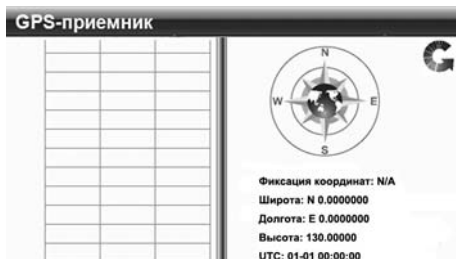 GPS-приемник
N
W
E
S
Фиксация координат: N/A
Широта: N 0.0000000
Долгота: E 0.0000000
Высота: 130.00000
UTC: 01-01 00:00:00